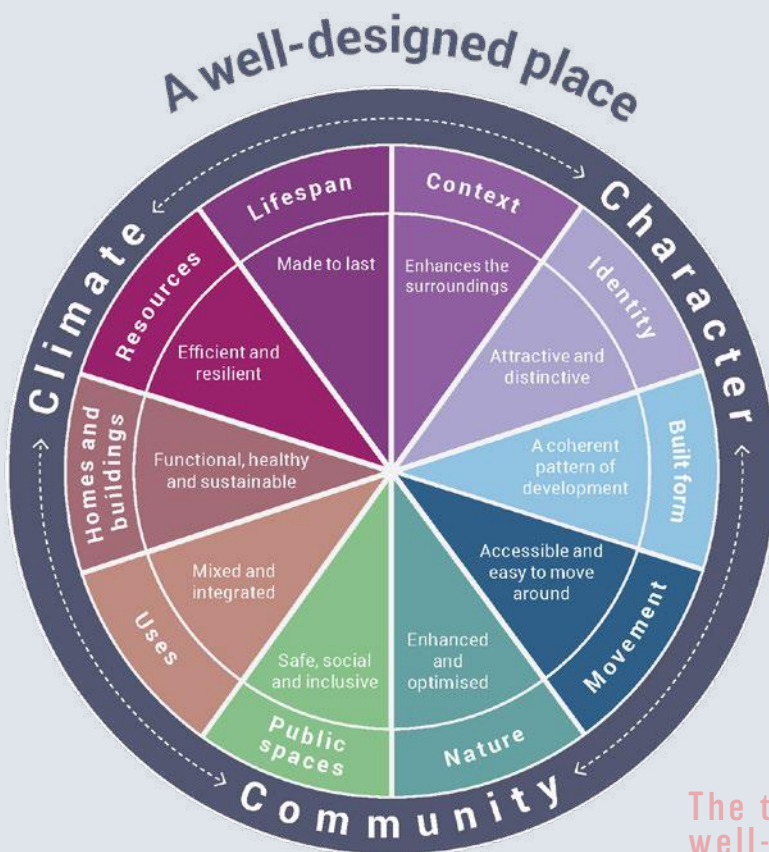 A well-designed place
Climate
Character
Community
Context
Enhances the
surroundings
Identity
Attractive and
distinctive
Built form
A coherent
pattern of
development
Movement
Accessible and
easy to move
around
Nature
Enhanced
and
optimised
Public
spaces
Safe, social
and inclusive
Uses
Mixed and
integrated
Homes and
buildings
Functional, healthy
and sustainable
Resources
Efficient and
resilient
Lifespan
Made to last
The
well-